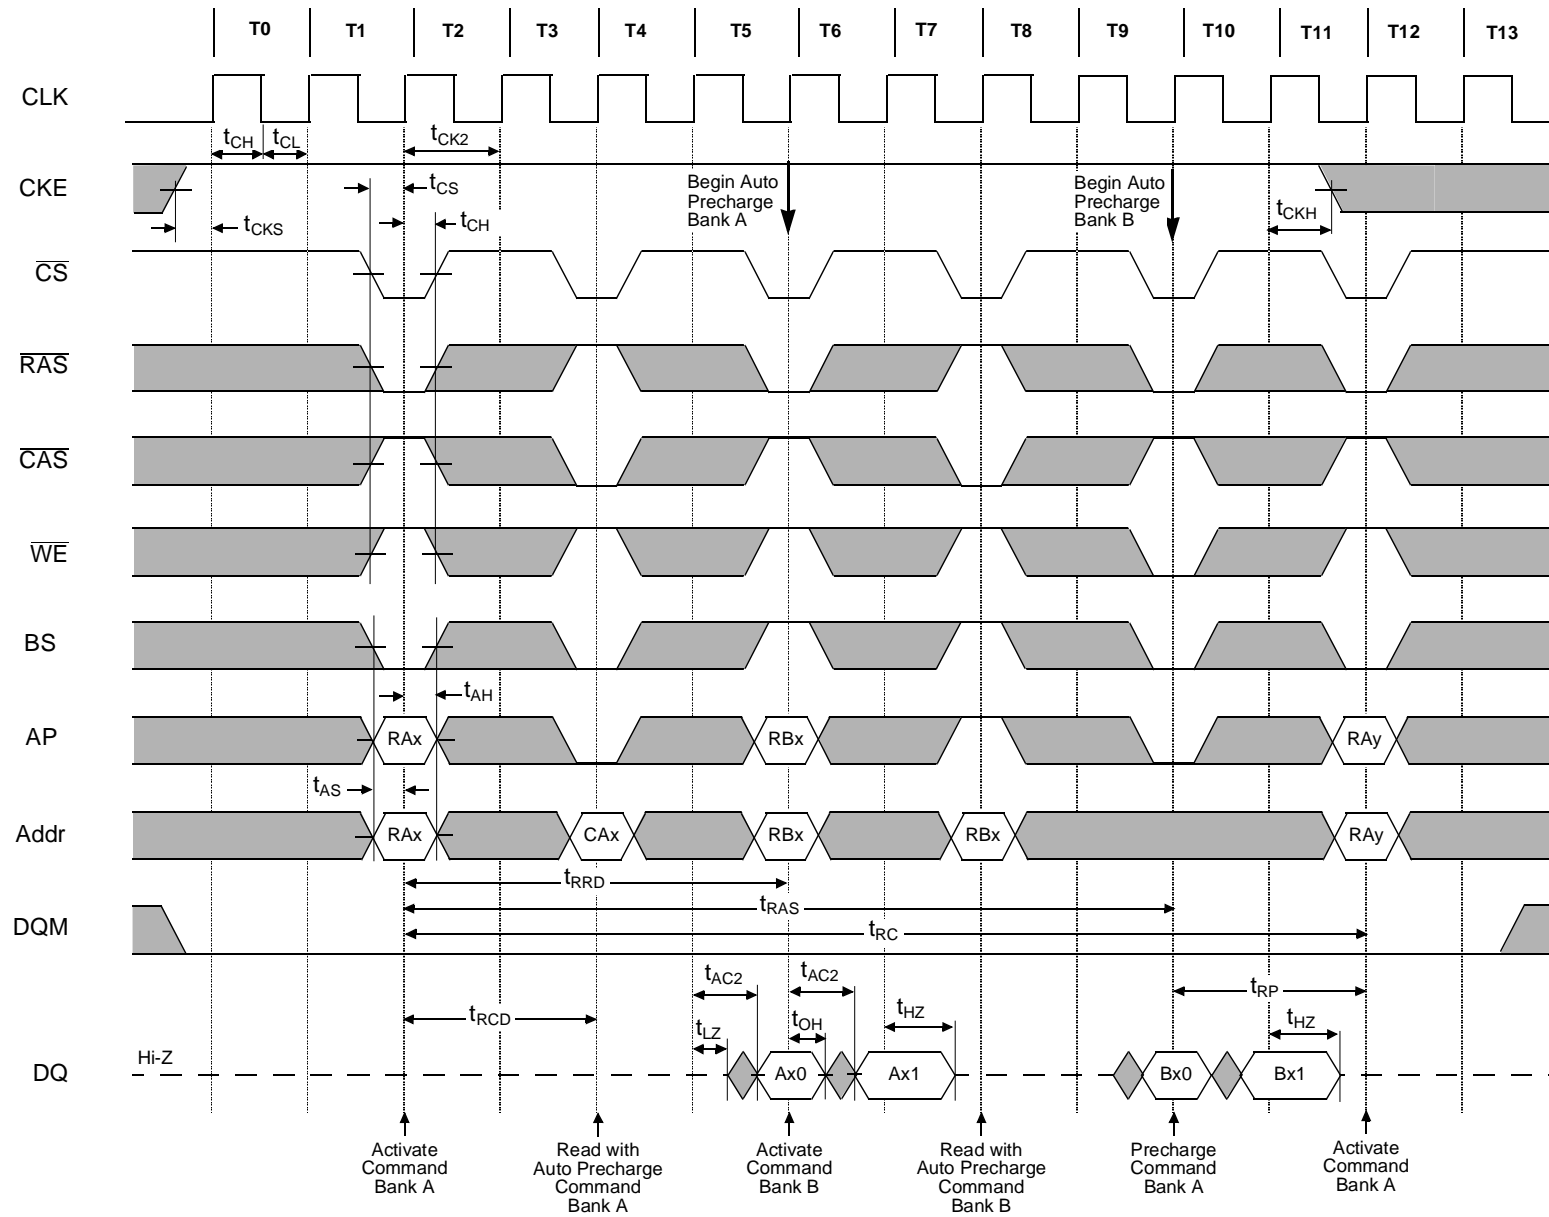 T0 T1 T2 T3 T4 T5 T6 T7 T8 T9 T10 T11 T12 T13
CLK
tCH tCL tCK2
CKE
tCKS
tCS
tCH
Begin Auto
Precharge
Bank A
Begin Auto
Precharge
Bank B
tCKH
CS
RAS
CAS
WE
BS
tAH
AP
RAx RBx RAy
tAS
Addr
RAx CAx RBx RBx RAy
tRRD
tRAS
DQM
tRC
tAC2 tAC2
tRP
tRCD
tLZ
tOH
tHZ
tHZ
DQ
Hi-Z
Ax0 Ax1 Bx0 Bx1
Activate
Command
Bank A
Read with
Auto Precharge
Command
Bank A
Activate
Command
Bank B
Read with
Auto Precharge
Command
Bank B
Precharge
Command
Bank A
Activate
Command
Bank A